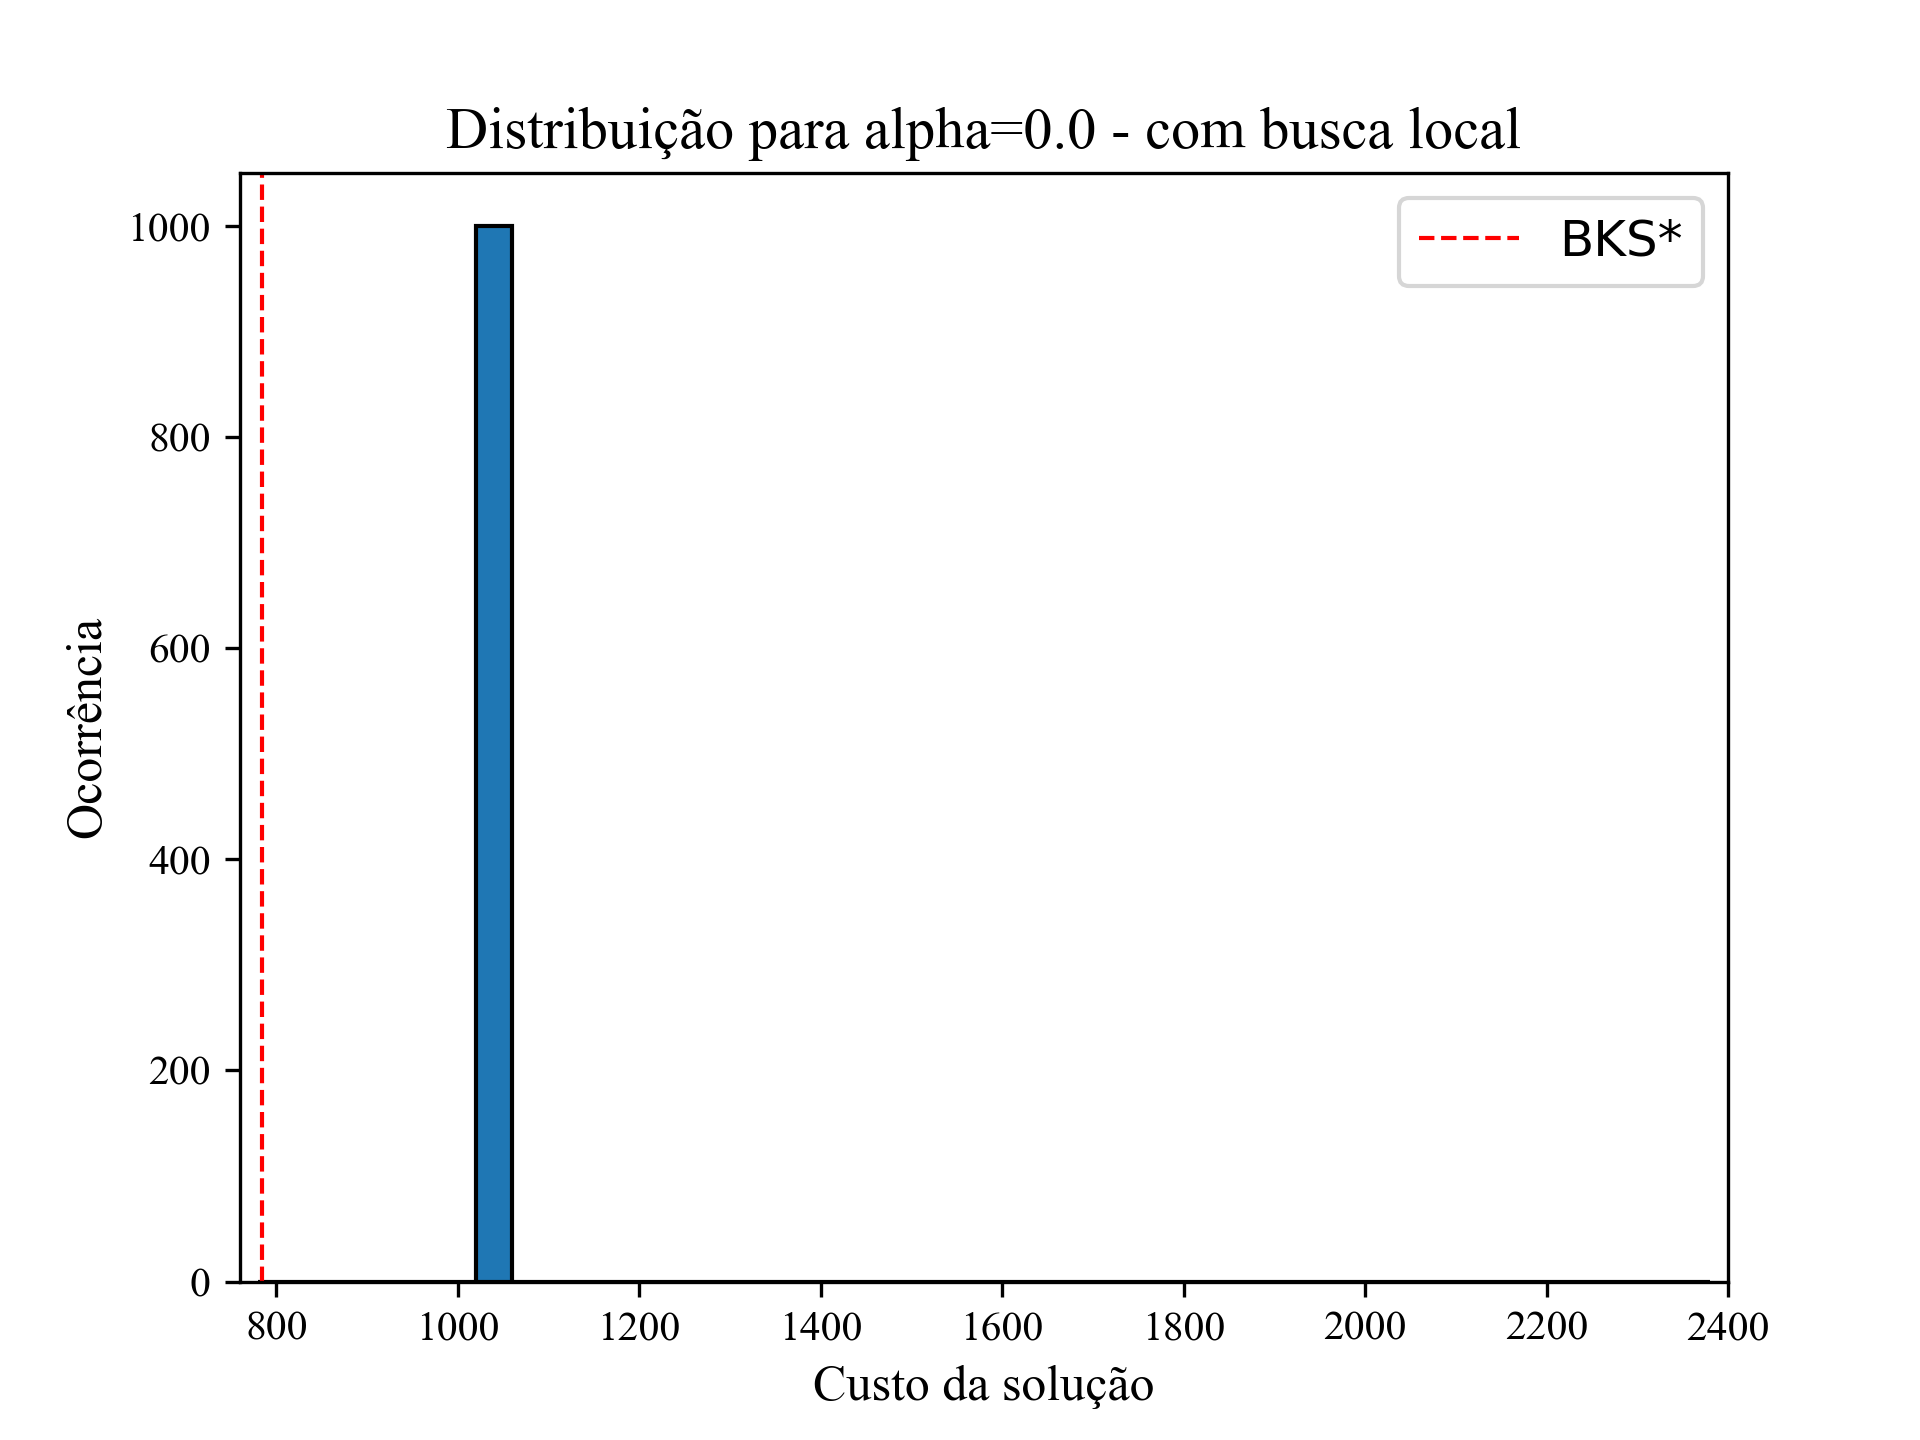 Distribuição para alpha=0.0 - com busca local
BKS*
1000
800
600
400
200
0
Ocorrência
800 1000 1200 1400 1600 1800 2000 2200 2400
Custo da solução